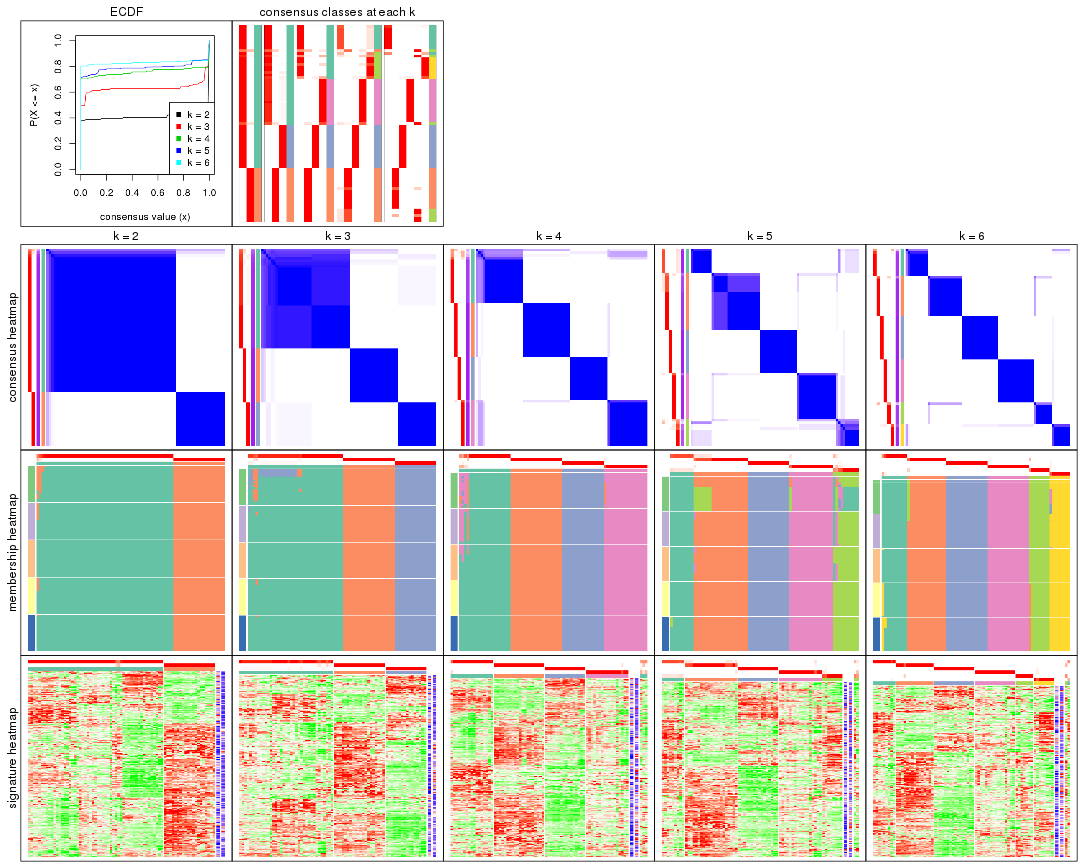 ECDF
consensus classes at each k
P(X <= x)
0.0
0.2
0.4
0.6
0.8
1.0
k = 2
k = 3
k = 4
k = 5
k = 6
0.0 0.2 0.4 0.6 0.8 1.0
consensus value (x)
k = 2
k = 3
k = 4
k = 5
k = 6
consensus heatmap
membership heatmap
signature heatmap